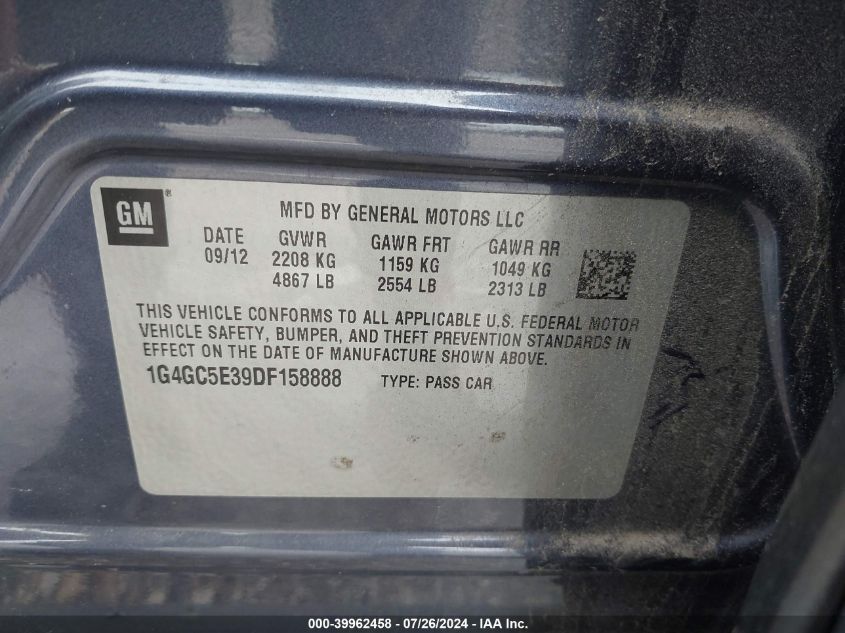 GM®
MFD BY GENERAL MOTORS LLC
DATE GVWR GAWR FRT GAWR RR
09/12 2208 KG 1159 KG 1049 KG
4867 LB 2554 LB 2313 LB
THIS VEHICLE CONFORMS TO ALL APPLICABLE U.S. FEDERAL MOTOR
VEHICLE SAFETY, BUMPER, AND THEFT PREVENTION STANDARDS IN
EFFECT ON THE DATE OF MANUFACTURE SHOWN ABOVE.
1G4GC5E39DF158888 TYPE: PASS CAR
000-39962458 - 07/26/2024 - IAA Inc.